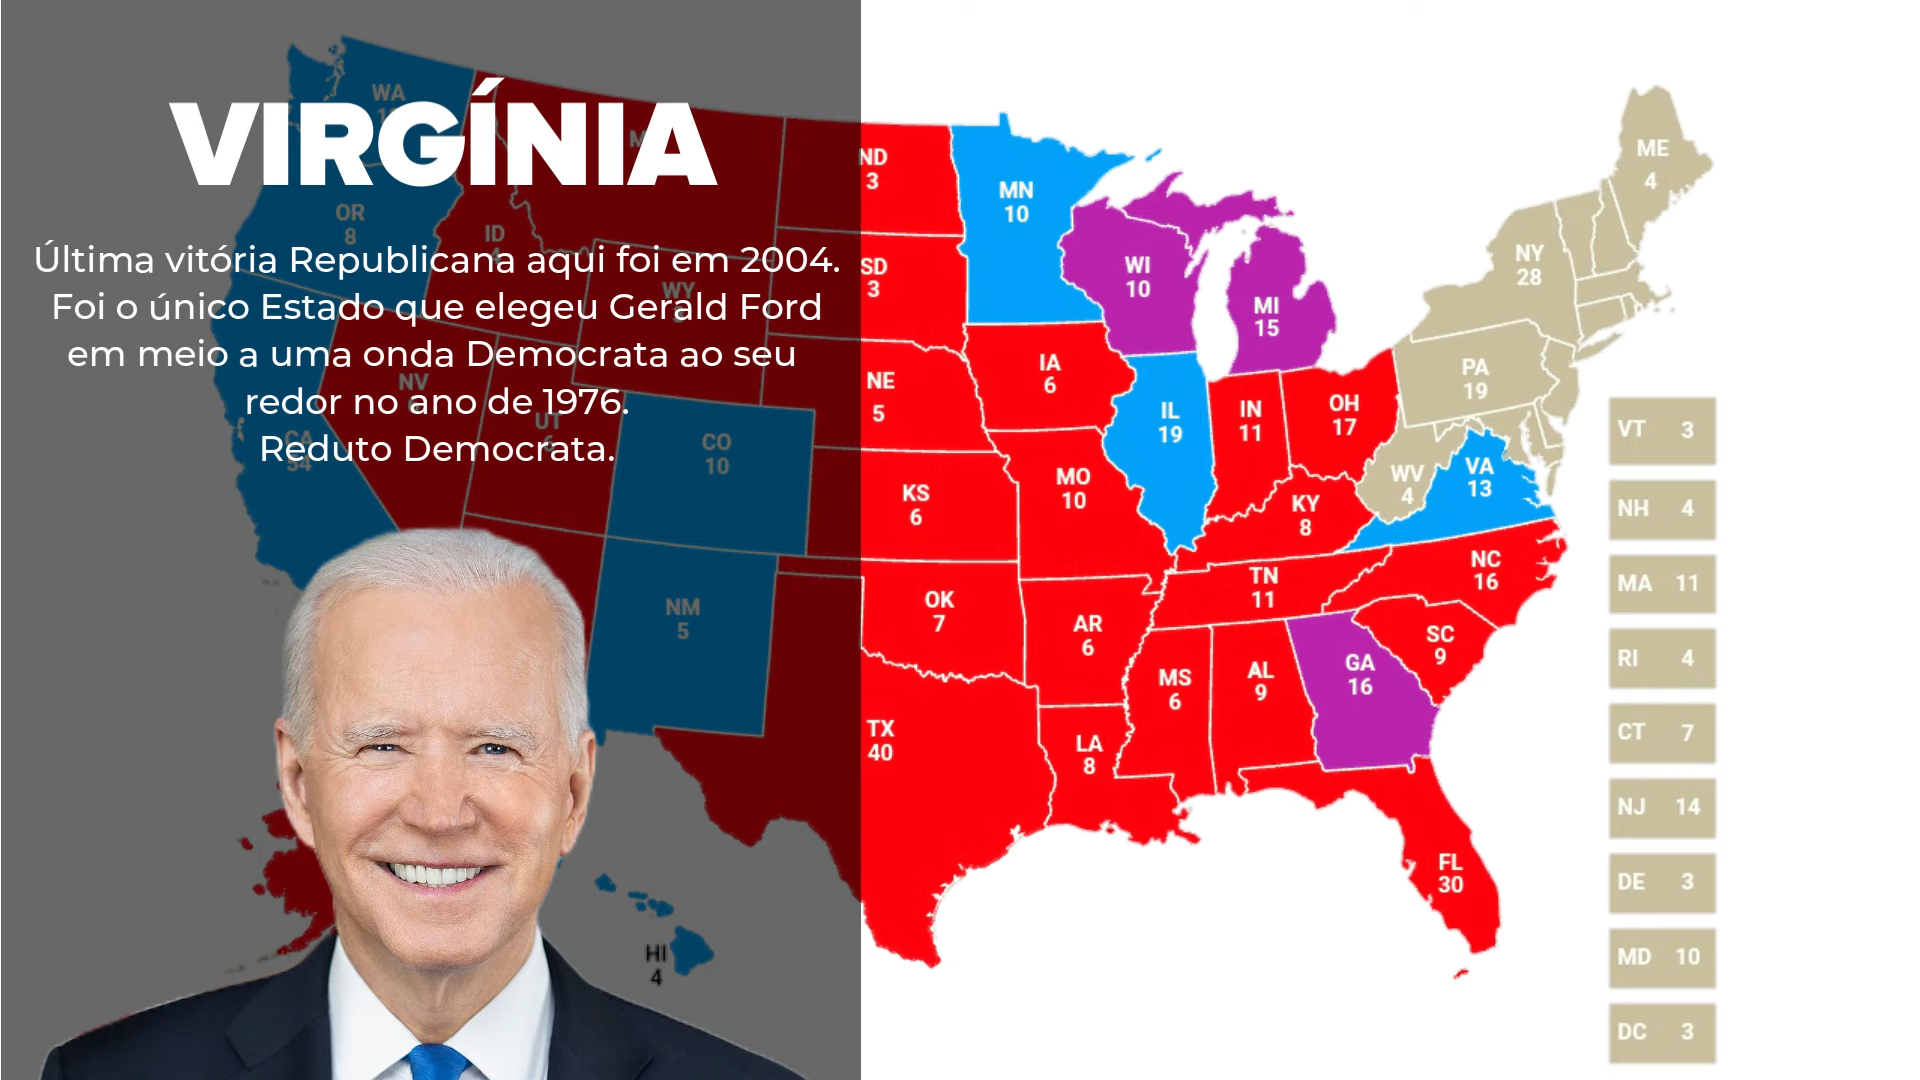 VIRGÍNIA
Última vitória Republicana aqui foi em 2004.
Foi o único Estado que elegeu Gerald Ford
em meio a uma onda Democrata ao seu
redor no ano de 1976.
Reduto Democrata.
WA
OR
8
ID
WY
NV
UT
6
CA
54
CO
10
NM
5
HI
4
ND
3
SD
3
NE
5
KS
6
OK
7
TX
40
MN
10
IA
6
MO
10
AR
6
LA
8
WI
10
IL
19
MI
15
IN
11
OH
17
KY
8
TN
11
MS
6
AL
9
GA
16
FL
30
SC
9
NC
16
VA
13
WV
4
PA
19
NY
28
ME
4
VT 3
NH 4
MA 11
RI 4
CT 7
NJ 14
DE 3
MD 10
DC 3